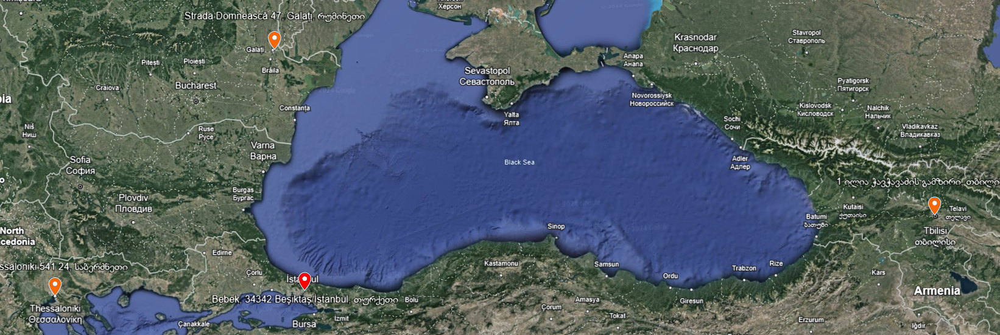 Херсон
Strada Domnească 47, Galați, რუმინეთი
Galați
Brăila
Pitești
Ploiești
Bucharest
Craiova
Constanța
Niš
Ниш
Ruse
Русе
Varna
Варна
Sofia
София
Burgas
Бургас
Plovdiv
Пловдив
North
Edirne
Çorlu
ssaloniki 541 24, საბერძნეთი
Thessaloniki
Θεσσαλονίκη
Bebek, 34342 Beşiktaş/İstanbul, თურქეთი
Çanakkale
Bursa
İzmit
Bolu
Sevastopol
Севастополь
Yalta
Ялта
Black Sea
Krasnodar
Краснодар
Anapa
Анапа
Novorossiysk
Новороссийск
Stavropol
Ставрополь
Pyatigorsk
Пятигорск
Kislovodsk
Кисловодск
Nalchik
Нальчик
Vladikavkaz
Владикавказ
Sochi
Сочи
Adler
Адлер
1 ილია ჭავჭავაძის გამზირი, თბილი
Kutaisi
ქუთაისი
Telavi
თელავი
Batumi
ბათუმი
Tbilisi
თბილისი
Sinop
Kastamonu
Samsun
Ordu
Giresun
Trabzon
Rize
Kars
Armenia
Amasya
Çorum
Tokat
Erzurum
Iğdır